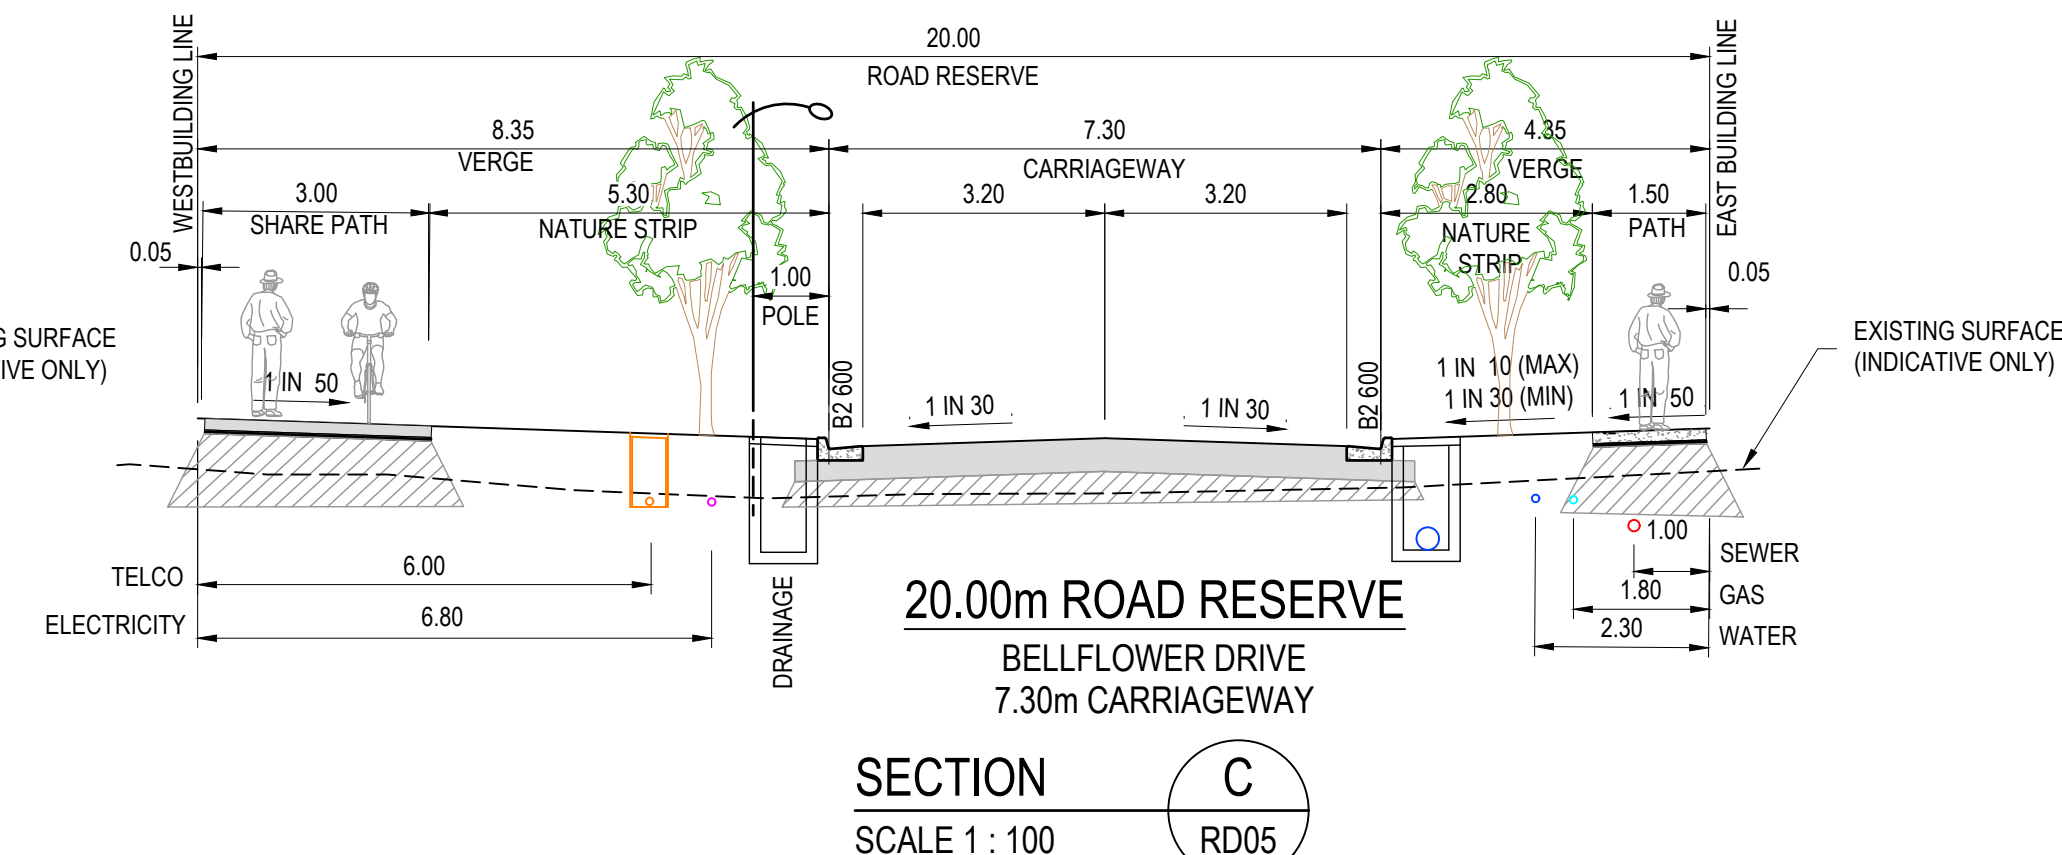 WESTBUILDING LINE
20.00
ROAD RESERVE
EAST BUILDING LINE
8.35
VERGE
7.30
CARRIAGEWAY
4.35
VERGE
3.00
SHARE PATH
5.30
NATURE STRIP
3.20
3.20
2.80
NATURE
STRIP
1.50
PATH
0.05
1.00
POLE
0.05
G SURFACE
IVE ONLY)
EXISTING SURFACE
(INDICATIVE ONLY)
1 IN 50
B2 600
1 IN 30
1 IN 30
B2 600
1 IN 10 (MAX)
1 IN 30 (MIN)
1 IN 50
TELCO
6.00
ELECTRICITY
6.80
DRAINAGE
1.00
SEWER
1.80
GAS
2.30
WATER
20.00m ROAD RESERVE
BELLFLOWER DRIVE
7.30m CARRIAGEWAY
SECTION
C
SCALE 1 : 100
RD05